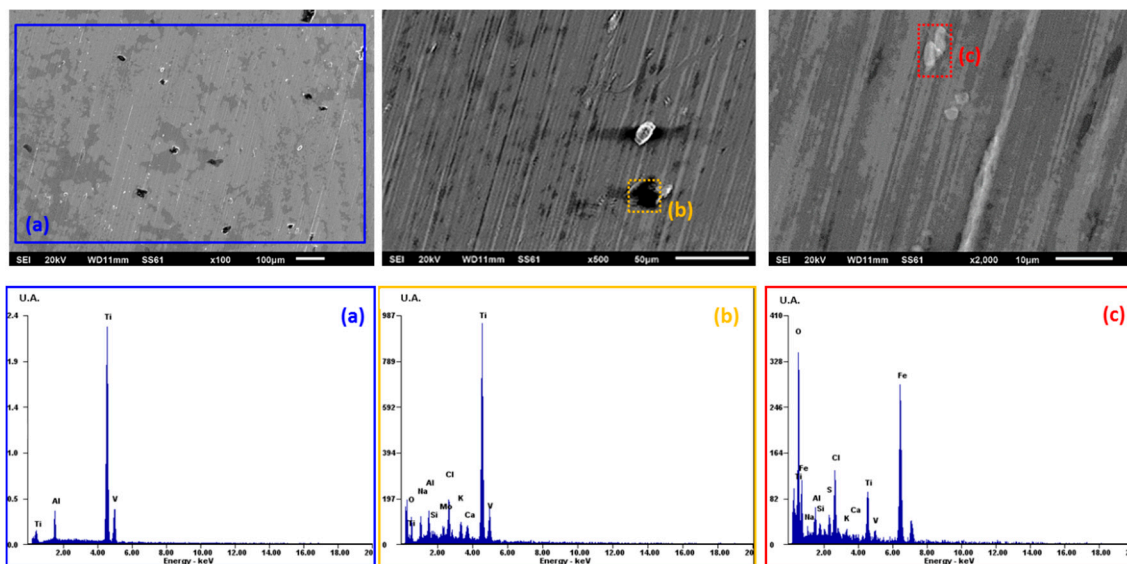 (a)
SEI 20kV WD11mm SS61 x100 100µm
(b)
SEI 20kV WD11mm SS61 x500 50µm
(c)
SEI 20kV WD11mm SS61 x2,000 10µm
U.A.
(a)
2.4
1.9
1.4
1.0
0.5
0.0
Ti
Al
V
Ti
2.00 4.00 6.00 8.00 10.00 12.00 14.00 16.00 18.00 20
Energy - keV
U.A.
(b)
987
789
592
394
197
0.0
Ti
Cl
Al
Na
K
O
Mo
V
Si
Ca
Ti
2.00 4.00 6.00 8.00 10.00 12.00 14.00 16.00 18.00 20
Energy - keV
U.A.
(c)
410
328
246
164
82
0.0
O
Fe
Cl
Fe
Ti
Ti
S
Al
Si
Ca
Na
K
V
2.00 4.00 6.00 8.00 10.00 12.00 14.00 16.00 18.00 20
Energy - keV